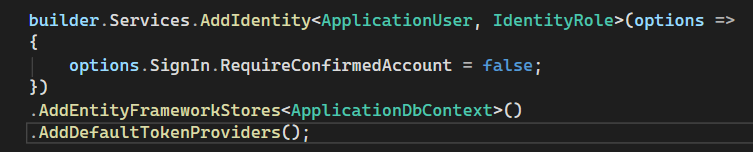 builder.Services.AddIdentity<ApplicationUser, IdentityRole>(options =>
{
    options.SignIn.RequireConfirmedAccount = false;
})
.AddEntityFrameworkStores<ApplicationDbContext>()
.AddDefaultTokenProviders();